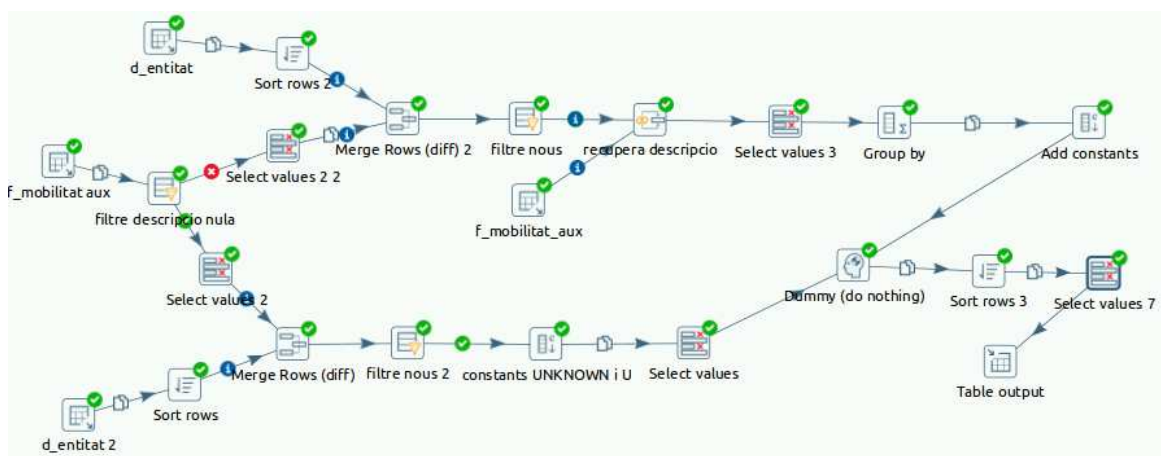 d_entitat
Sort rows 2
Merge Rows (diff) 2
filtre nous
recupera descripcio
Select values 3
Group by
Add constants
Select values 2 2
f_mobilitat aux
filtre descripcio nula
f_mobilitat_aux
Select values 2
Dummy (do nothing)
Sort rows 3
Select values 7
Merge Rows (diff)
filtre nous 2
constants UNKNOWN i U
Select values
Table output
Sort rows
d_entitat 2